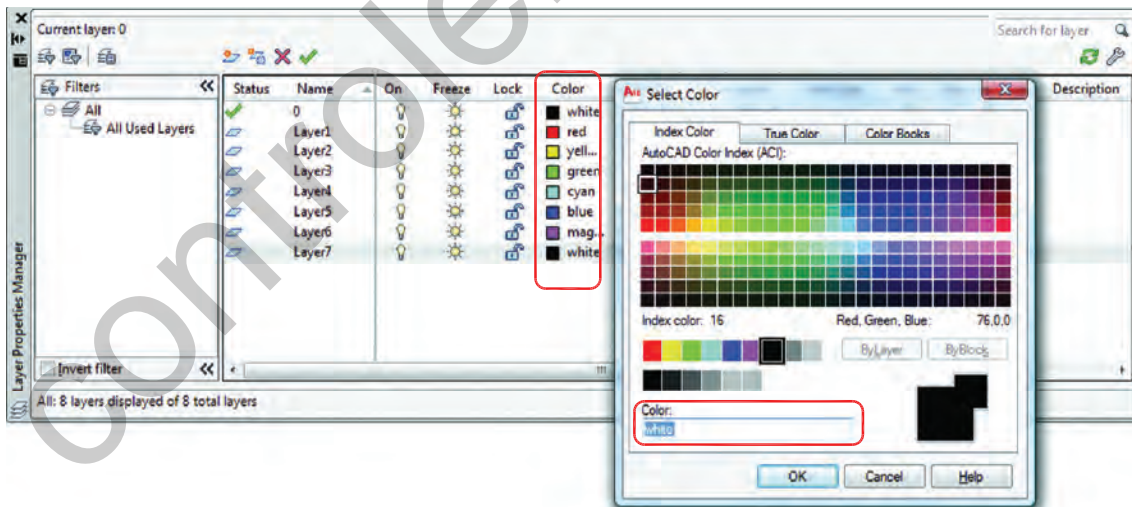 Current layer: 0
Search for layer
Filters
All
All Used Layers
Invert filter
Status Name On Freeze Lock Color Description
0 white
Layer1 red
Layer2 yell...
Layer3 green
Layer4 cyan
Layer5 blue
Layer6 mag...
Layer7 white
All: 8 layers displayed of 8 total layers
Layer Properties Manager
Select Color
Index Color True Color Color Books
AutoCAD Color Index (ACI):
Index color: 16 Red, Green, Blue: 76,0,0
ByLayer ByBlock
Color:
white
OK Cancel Help